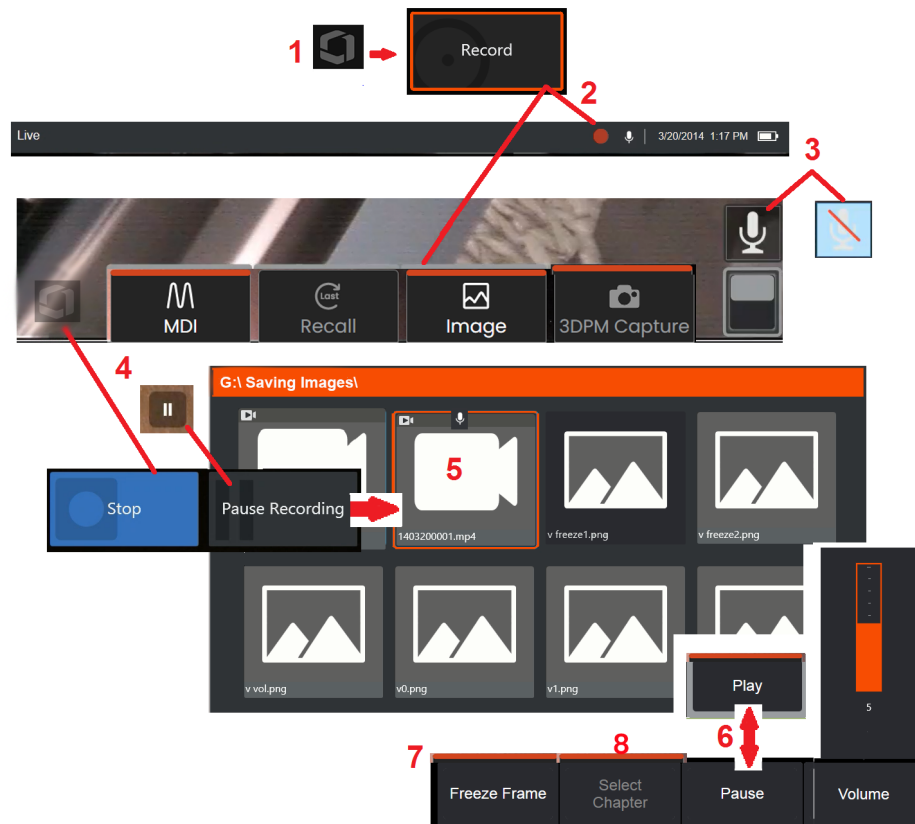 1
Record
2
Live
3/20/2014 1:17 PM
3
MDI
Last
Recall
Image
3DPM Capture
4
G:\ Saving Images\
5
Stop
Pause Recording
1403200001.mp4
v freeze1.png
v freeze2.png
v vol.png
v0.png
v1.png
Play
5
6
7
8
Freeze Frame
Select
Chapter
Pause
Volume